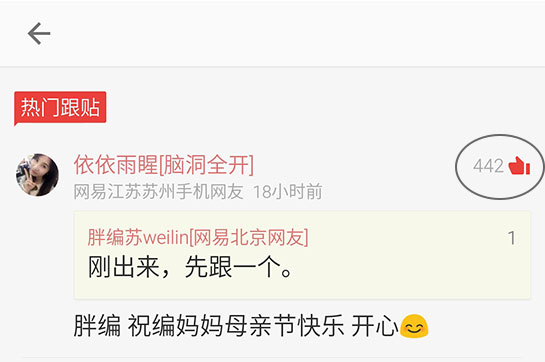 热门跟贴
依依雨暒[脑洞全开]
442
网易江苏苏州手机网友 18小时前
胖编苏weilin[网易北京网友]
1
刚出来，先跟一个。
胖编 祝编妈妈母亲节快乐 开心😊